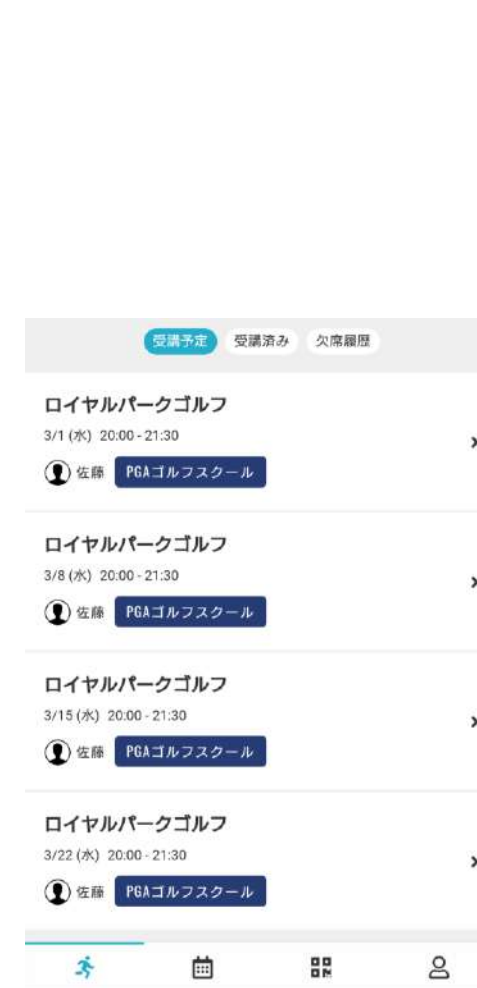 受講予定 受講済み 欠席履歴
ロイヤルパークゴルフ
3/1 (水) 20:00 - 21:30
佐藤 PGAゴルフスクール
ロイヤルパークゴルフ
3/8 (水) 20:00 - 21:30
佐藤 PGAゴルフスクール
ロイヤルパークゴルフ
3/15 (水) 20:00 - 21:30
佐藤 PGAゴルフスクール
ロイヤルパークゴルフ
3/22 (水) 20:00 - 21:30
佐藤 PGAゴルフスクール